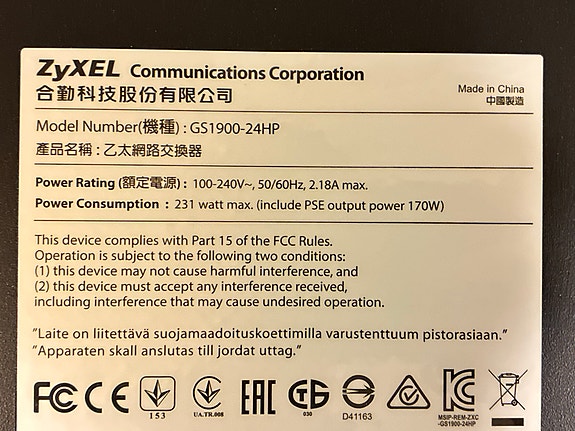 ZyXEL Communications Corporation
合勤科技股份有限公司
Made in China
中國製造
Model Number(機種) : GS1900-24HP
產品名稱 : 乙太網路交換器
Power Rating (額定電源) : 100-240V~, 50/60Hz, 2.18A max.
Power Consumption : 231 watt max. (include PSE output power 170W)
This device complies with Part 15 of the FCC Rules.
Operation is subject to the following two conditions:
(1) this device may not cause harmful interference, and
(2) this device must accept any interference received,
including interference that may cause undesired operation.
"Laite on liitettävä suojamaadoituskoettimilla varustenttuum pistorasiaan."
"Apparaten skall anslutas till jordat uttag."
FC CE EAC
153
UA.TR.008
030
D41163
MSIP-REM-ZXC
-GS1900-24HP